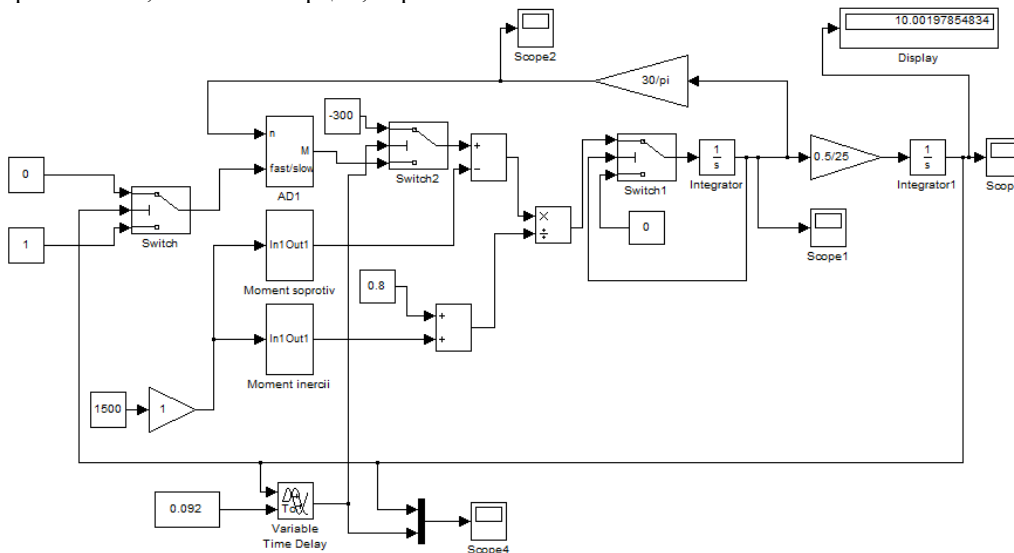 10.00197854834
Display
Scope2
30/pi
-300
n
M
fast/slow
AD1
Switch2
+
−
0
1
Switch
×
÷
Switch1
0
1
s
Integrator
0.5/25
1
s
Integrator1
Scop
Scope1
In1 Out1
Moment soprotiv
0.8
+
+
In1 Out1
Moment inercii
1500
1
0.092
To
Variable
Time Delay
Scope4